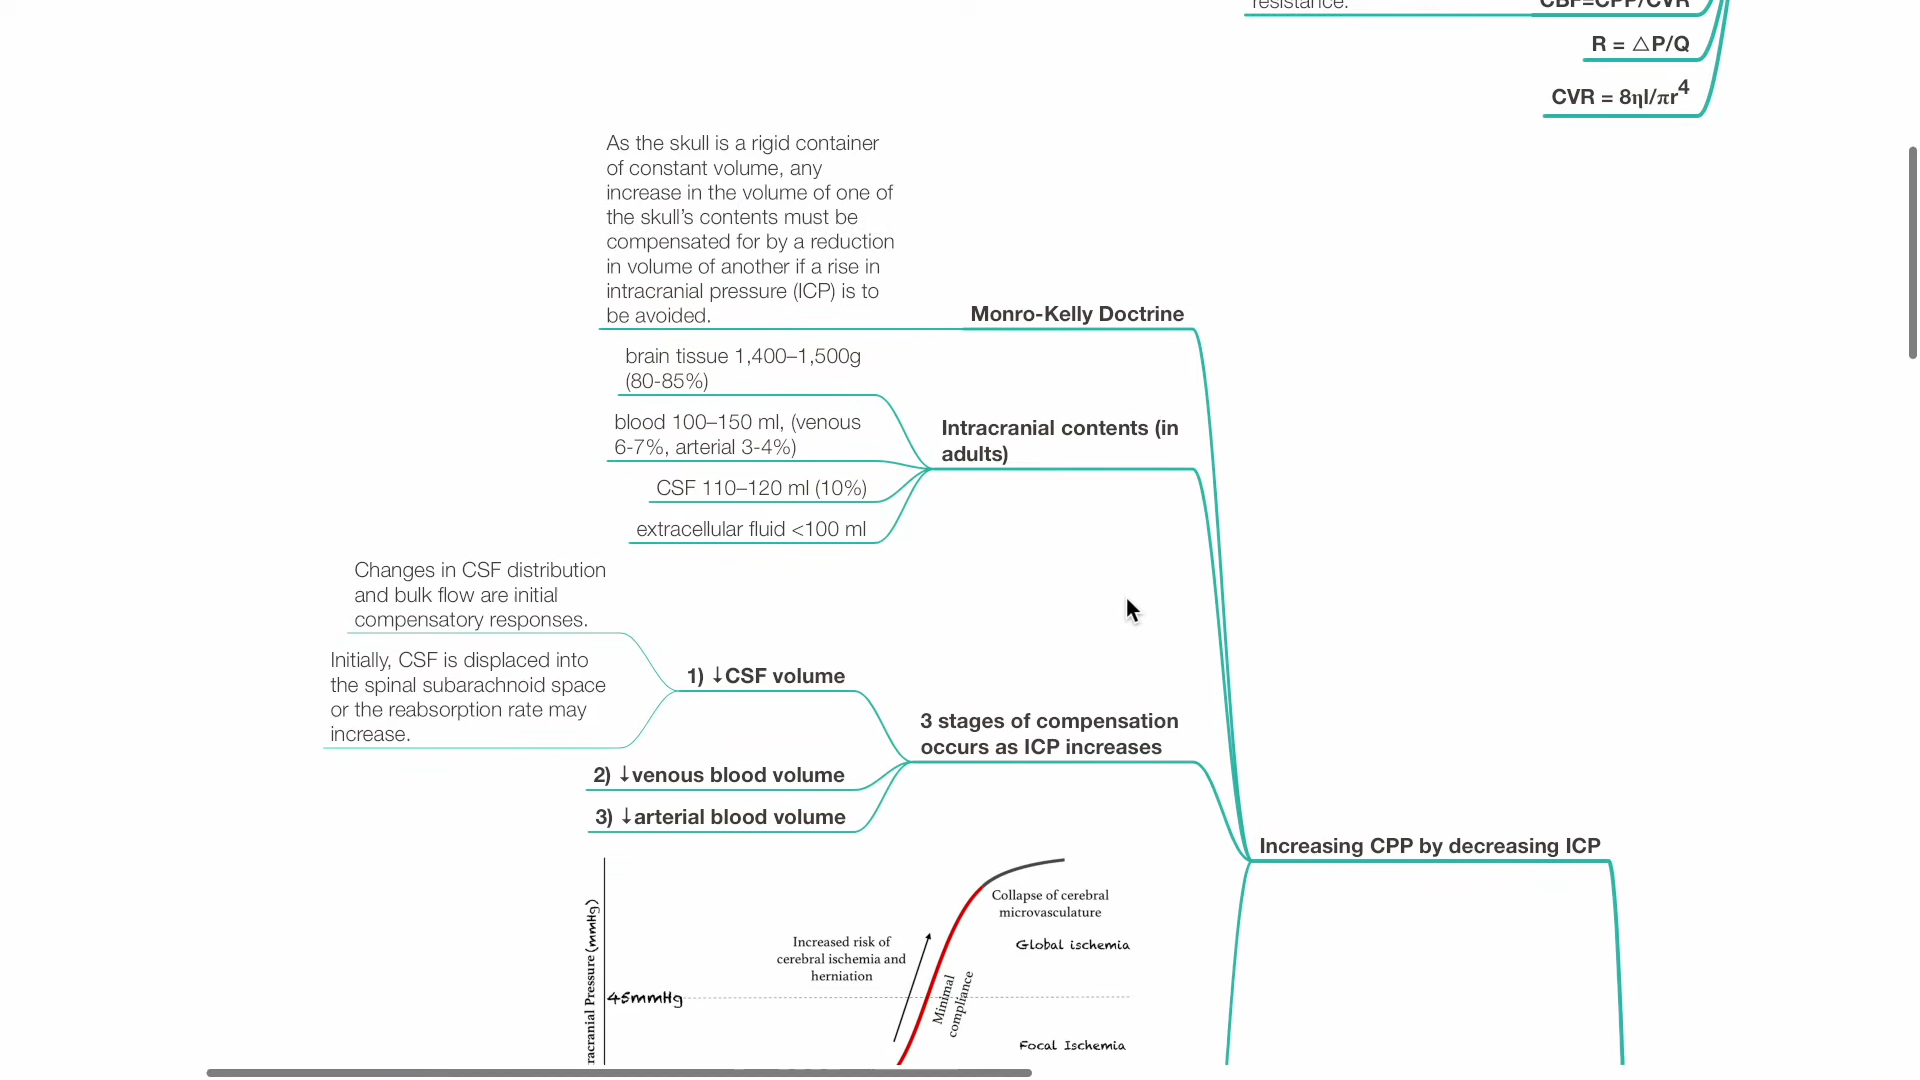 resistance.
CBF=CPP/CVR
R = △P/Q
CVR = 8ηl/πr⁴
As the skull is a rigid container
of constant volume, any
increase in the volume of one of
the skull’s contents must be
compensated for by a reduction
in volume of another if a rise in
intracranial pressure (ICP) is to
be avoided.
Monro-Kelly Doctrine
brain tissue 1,400–1,500g
(80-85%)
blood 100–150 ml, (venous
6-7%, arterial 3-4%)
CSF 110–120 ml (10%)
extracellular fluid <100 ml
Intracranial contents (in
adults)
Changes in CSF distribution
and bulk flow are initial
compensatory responses.
Initially, CSF is displaced into
the spinal subarachnoid space
or the reabsorption rate may
increase.
1) ↓CSF volume
2) ↓venous blood volume
3) ↓arterial blood volume
3 stages of compensation
occurs as ICP increases
Increasing CPP by decreasing ICP
racranial Pressure (mmHg)
45mmHg
Increased risk of
cerebral ischemia and
herniation
Minimal
compliance
Collapse of cerebral
microvasculature
Global ischemia
Focal Ischemia